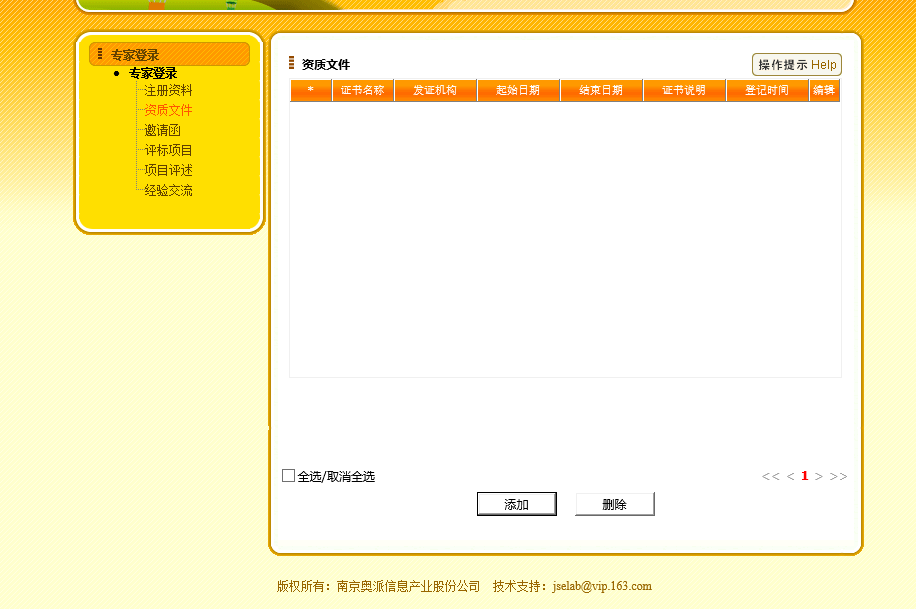 专家登录
专家登录
注册资料
资质文件
邀请函
评标项目
项目评述
经验交流
资质文件
操作提示 Help
* 证书名称 发证机构 起始日期 结束日期 证书说明 登记时间 编辑
全选/取消全选
<< < 1 > >>
添加 删除
版权所有：南京奥派信息产业股份公司 技术支持：jselab@vip.163.com